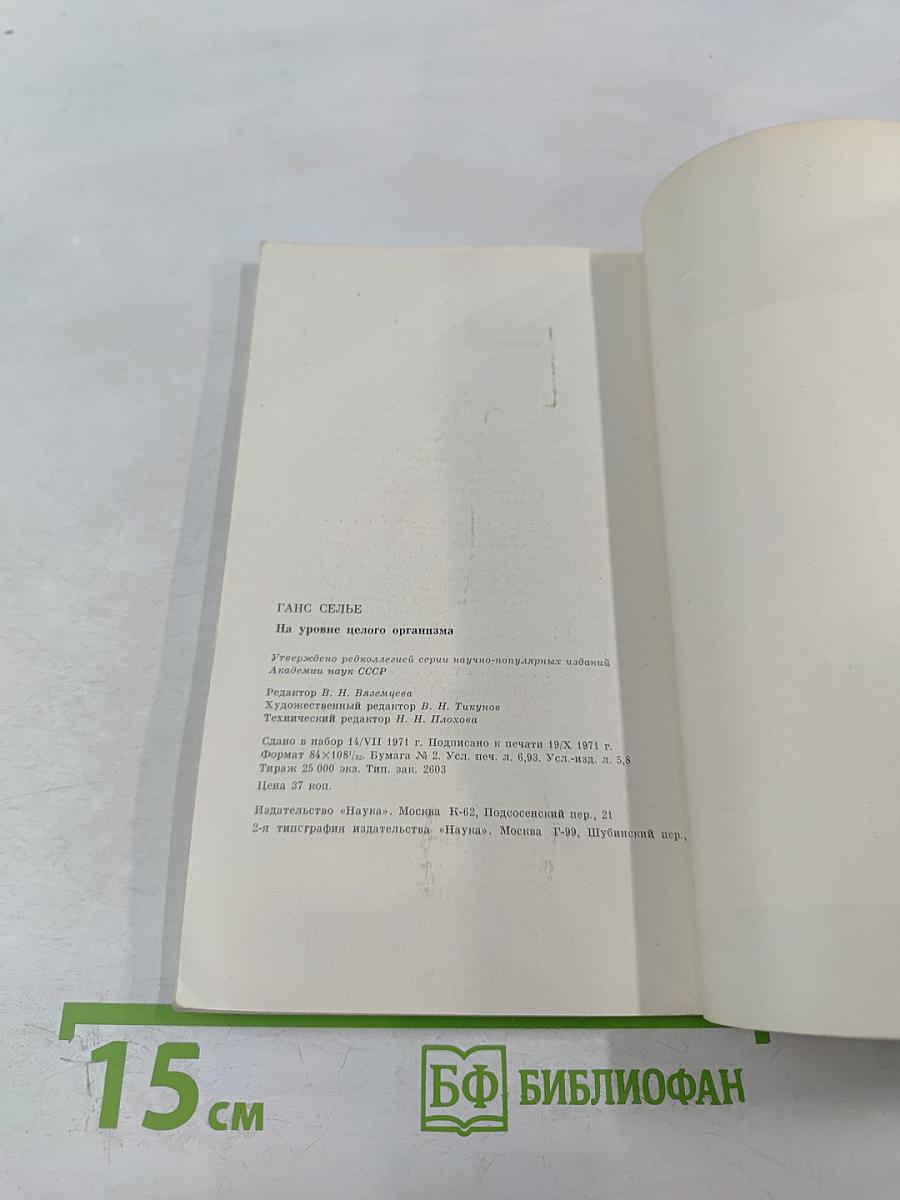 ГАНС СЕЛЬЕ
На уровне целого организма
Утверждено редколлегией серии научно-популярных изданий
Академии наук СССР
Редактор В. Н. Вяземцева
Художественный редактор В. Н. Тикунов
Технический редактор Н. Н. Плохова
Сдано в набор 14/VII 1971 г. Подписано к печати 19/X 1971 г.
Формат 84×108¹/₃₂. Бумага № 2. Усл. печ. л. 6,93. Усл.-изд. л. 5,8
Тираж 25 000 экз. Тип. зак. 2603
Цена 37 коп.
Издательство «Наука». Москва К-62, Подсосенский пер., 21
2-я типография издательства «Наука». Москва Г-99, Шубинский пер.,
15 см
БФ БИБЛИОФАН